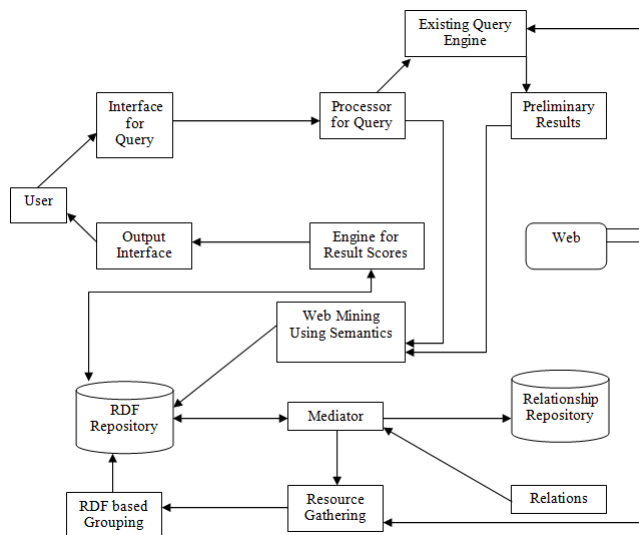 Existing Query
Engine
Interface
for
Query
Processor
for Query
Preliminary
Results
User
Output
Interface
Engine for
Result Scores
Web
Web Mining
Using Semantics
RDF
Repository
Mediator
Relationship
Repository
RDF based
Grouping
Resource
Gathering
Relations